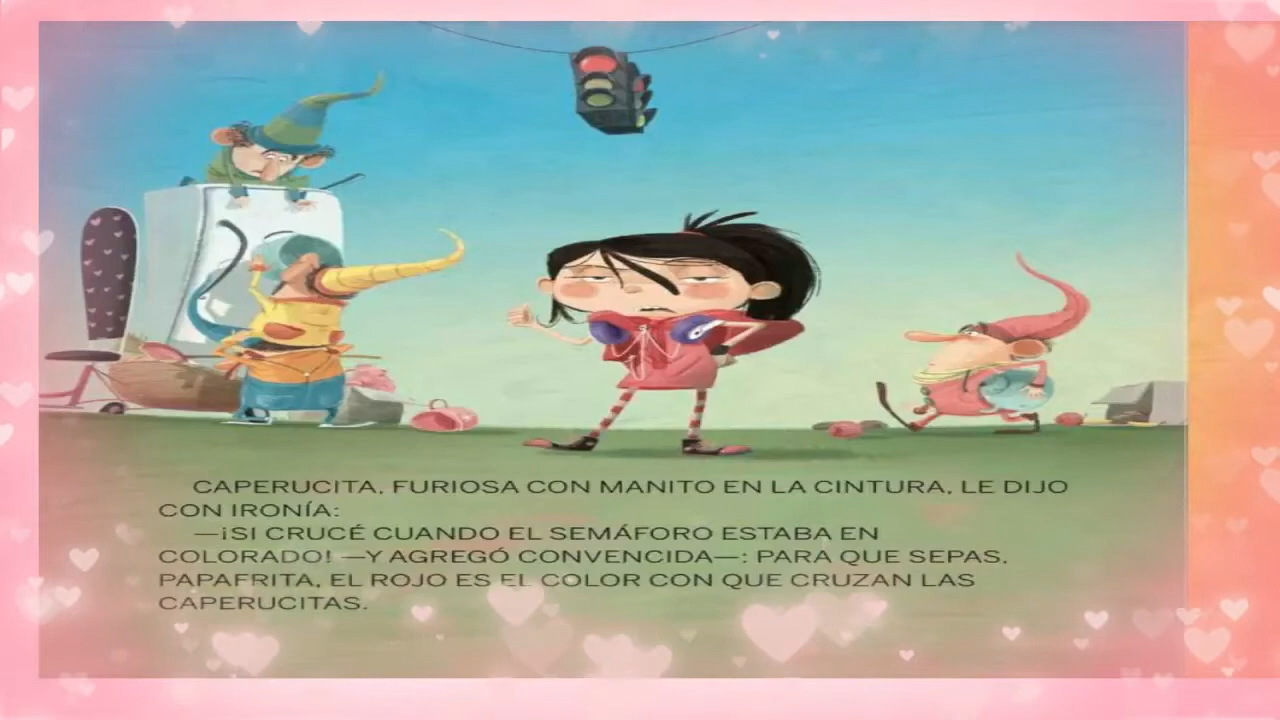 CAPERUCITA, FURIOSA CON MANITO EN LA CINTURA, LE DIJO
CON IRONÍA:
—¡SI CRUCÉ CUANDO EL SEMÁFORO ESTABA EN
COLORADO! —Y AGREGÓ CONVENCIDA—: PARA QUE SEPAS,
PAPAFRITA, EL ROJO ES EL COLOR CON QUE CRUZAN LAS
CAPERUCITAS.